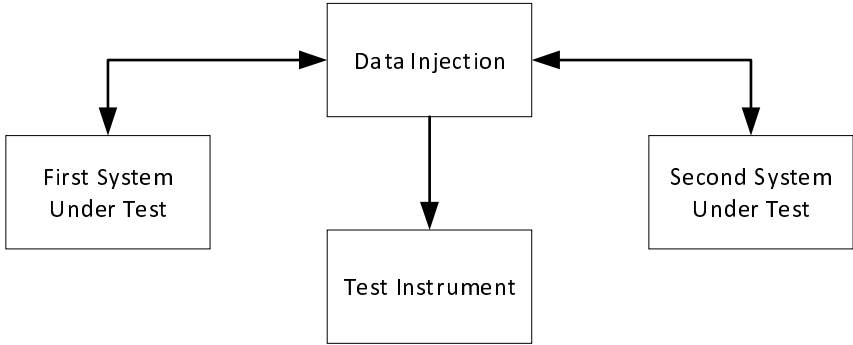 Data Injection
First System
Under Test
Second System
Under Test
Test Instrument